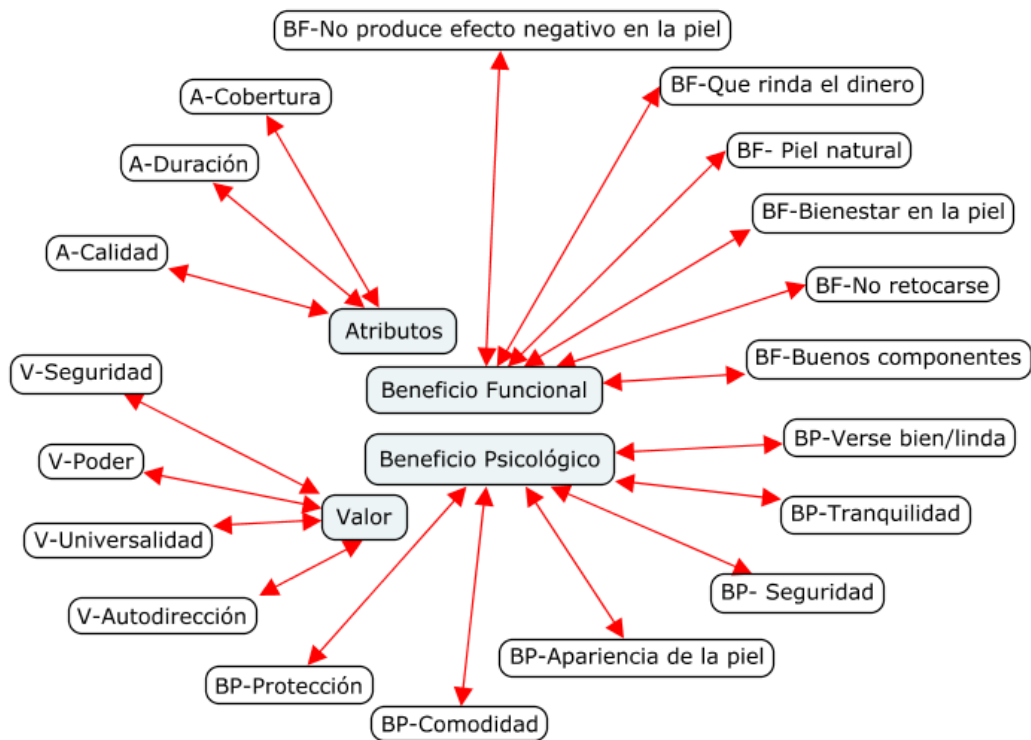 BF-No produce efecto negativo en la piel
BF-Que rinda el dinero
A-Cobertura
BF- Piel natural
A-Duración
BF-Bienestar en la piel
A-Calidad
BF-No retocarse
Atributos
BF-Buenos componentes
V-Seguridad
Beneficio Funcional
BP-Verse bien/linda
Beneficio Psicológico
V-Poder
BP-Tranquilidad
Valor
V-Universalidad
BP- Seguridad
V-Autodirección
BP-Apariencia de la piel
BP-Protección
BP-Comodidad